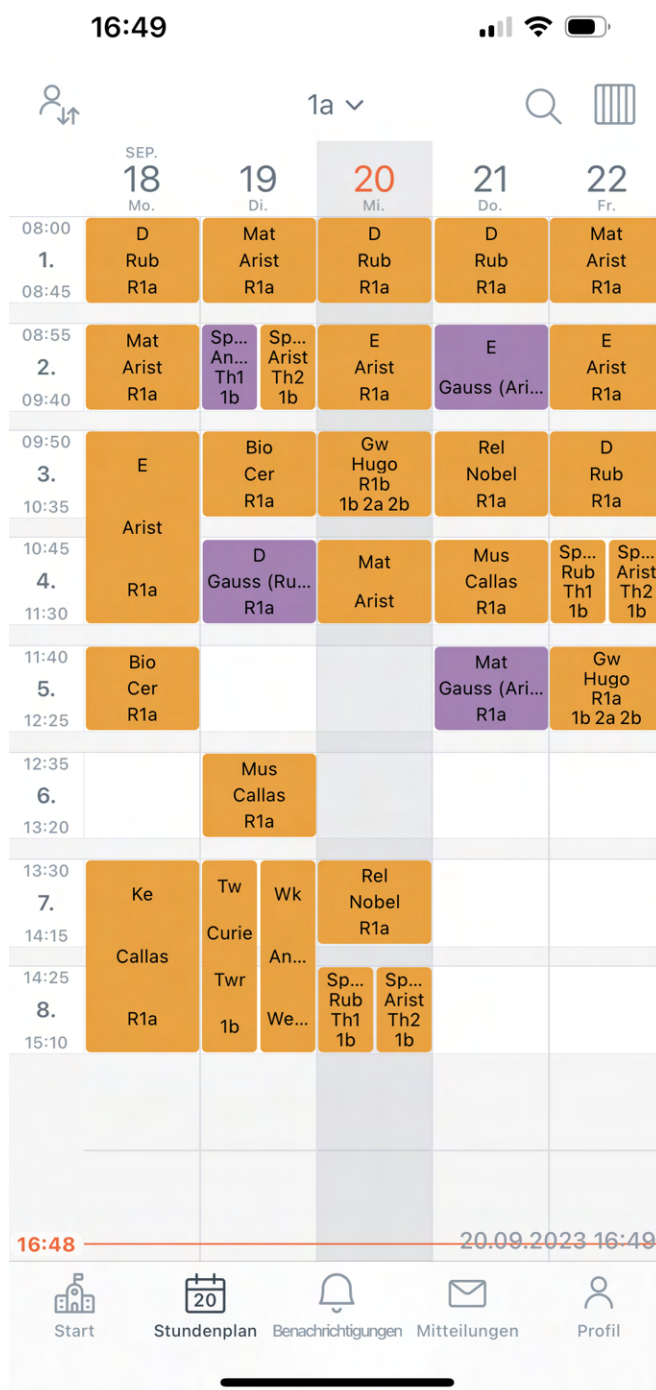 16:49
1a
SEP.
18 19 20 21 22
Mo. Di. Mi. Do. Fr.
08:00
1.
08:45
D
Rub
R1a
Mat
Arist
R1a
D
Rub
R1a
D
Rub
R1a
Mat
Arist
R1a
08:55
2.
09:40
Mat
Arist
R1a
Sp...
An...
Th1
1b
Sp...
Arist
Th2
1b
E
Arist
R1a
E
Gauss (Ari...
E
Arist
R1a
09:50
3.
10:35
E
Arist
R1a
Bio
Cer
R1a
Gw
Hugo
R1b
1b 2a 2b
Rel
Nobel
R1a
D
Rub
R1a
10:45
4.
11:30
D
Gauss (Ru...
R1a
Mat
Arist
Mus
Callas
R1a
Sp...
Rub
Th1
1b
Sp...
Arist
Th2
1b
11:40
5.
12:25
Bio
Cer
R1a
Mat
Gauss (Ari...
R1a
Gw
Hugo
R1a
1b 2a 2b
12:35
6.
13:20
Mus
Callas
R1a
13:30
7.
14:15
Ke
Callas
R1a
Tw
Curie
Twr
1b
Wk
An...
We...
Rel
Nobel
R1a
14:25
8.
15:10
Sp...
Rub
Th1
1b
Sp...
Arist
Th2
1b
16:48
20.09.2023 16:49
20
Start Stundenplan Benachrichtigungen Mitteilungen Profil